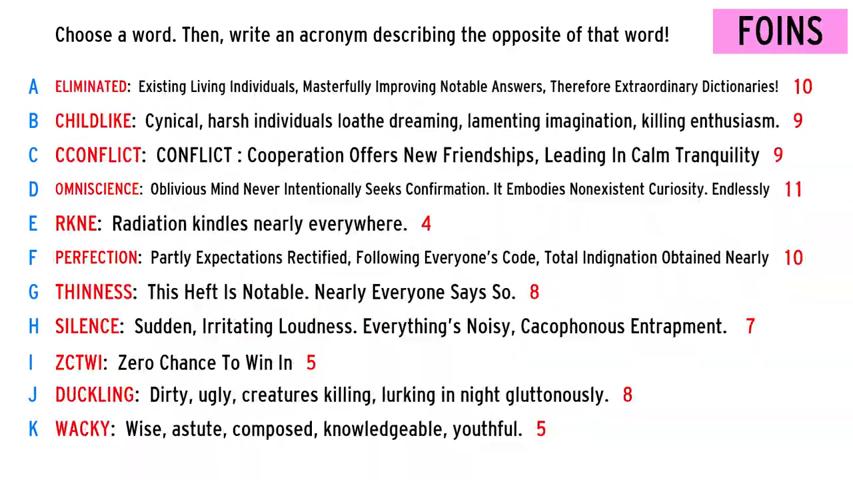 Choose a word. Then, write an acronym describing the opposite of that word!
FOINS
A ELIMINATED: Existing Living Individuals, Masterfully Improving Notable Answers, Therefore Extraordinary Dictionaries! 10
B CHILDLIKE: Cynical, harsh individuals loathe dreaming, lamenting imagination, killing enthusiasm. 9
C CCONFLICT: CONFLICT : Cooperation Offers New Friendships, Leading In Calm Tranquility 9
D OMNISCIENCE: Oblivious Mind Never Intentionally Seeks Confirmation. It Embodies Nonexistent Curiosity. Endlessly 11
E RKNE: Radiation kindles nearly everywhere. 4
F PERFECTION: Partly Expectations Rectified, Following Everyone's Code, Total Indignation Obtained Nearly 10
G THINNESS: This Heft Is Notable. Nearly Everyone Says So. 8
H SILENCE: Sudden, Irritating Loudness. Everything's Noisy, Cacophonous Entrapment. 7
I ZCTWI: Zero Chance To Win In 5
J DUCKLING: Dirty, ugly, creatures killing, lurking in night gluttonously. 8
K WACKY: Wise, astute, composed, knowledgeable, youthful. 5